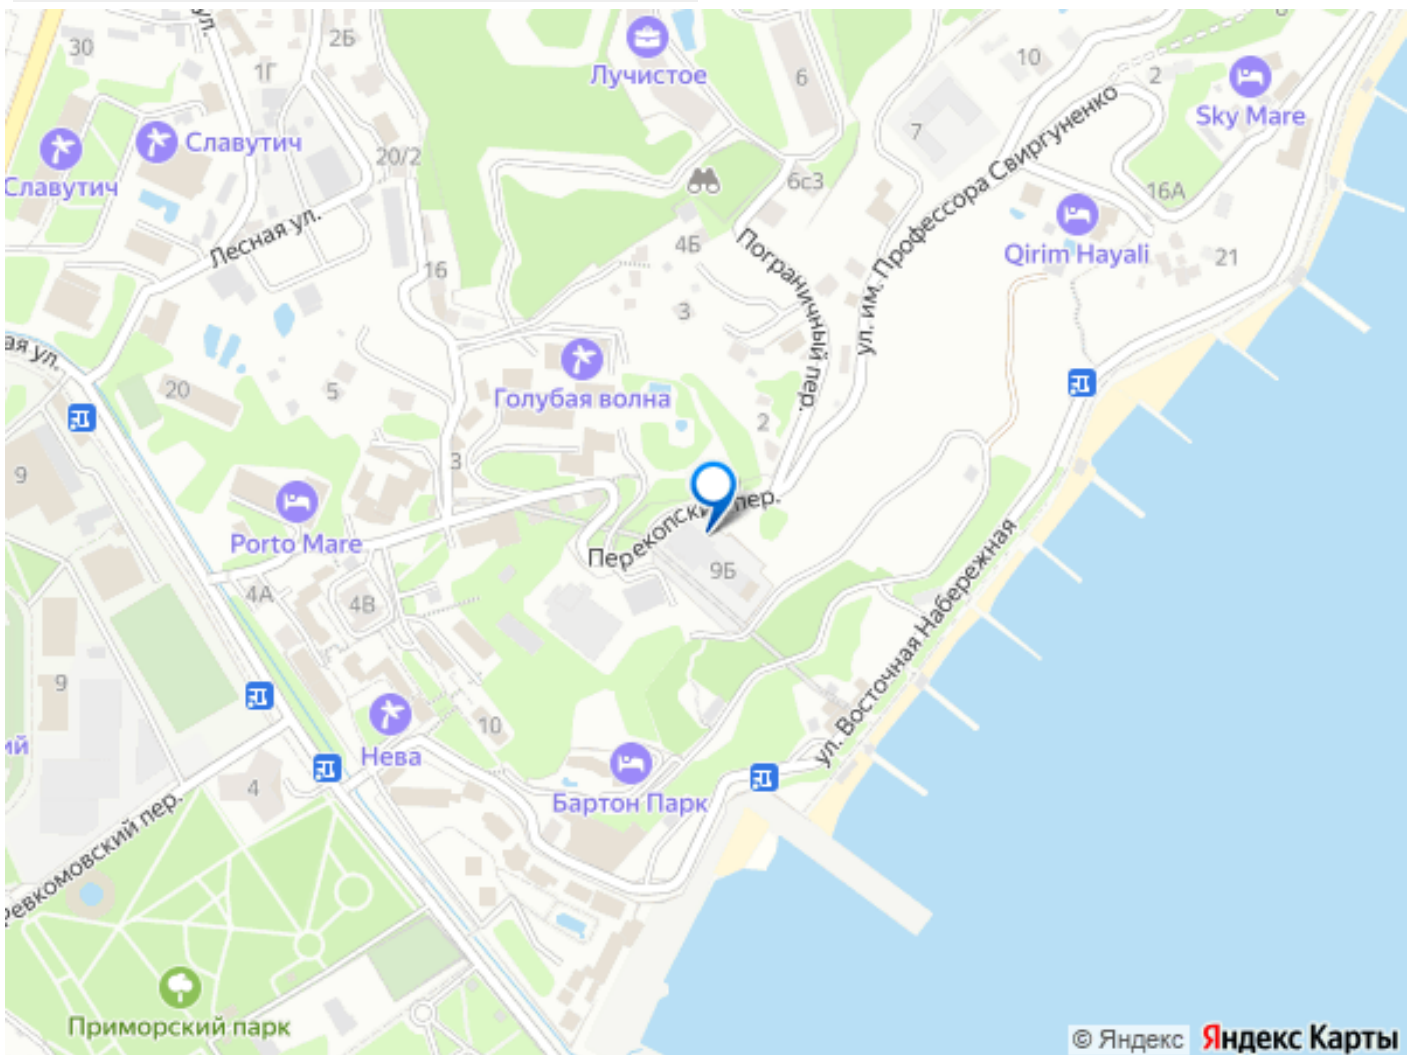 30
ул.
2Б
1Г
Лучистое
6
10
2
Sky Mare
Славутич
Славутич
20/2
7
6с3
16А
ул. им. Профессора Свиргуненко
Лесная ул.
4Б
Пограничный пер.
Qirim Hayali
21
16
3
ая ул.
20
5
Голубая волна
2
9
3
Porto Mare
Перекопский пер.
9Б
4А
4В
ул. Восточная Набережная
9
ий
Нева
10
4
Бартон Парк
Ревкомовский пер.
Приморский парк
© Яндекс Яндекс Карты